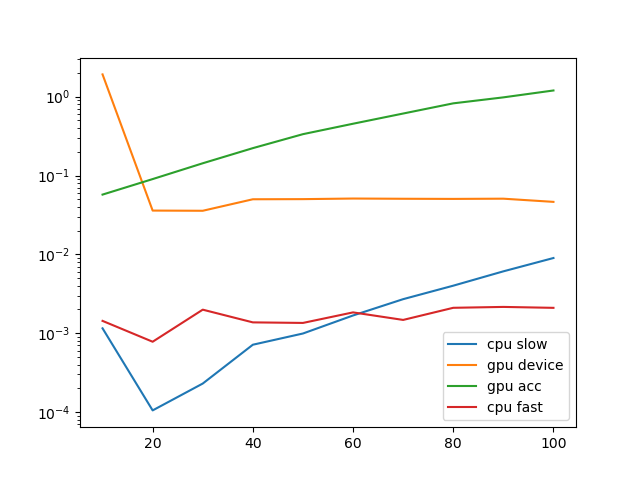 10⁰
10⁻¹
10⁻²
10⁻³
10⁻⁴
20
40
60
80
100
cpu slow
gpu device
gpu acc
cpu fast